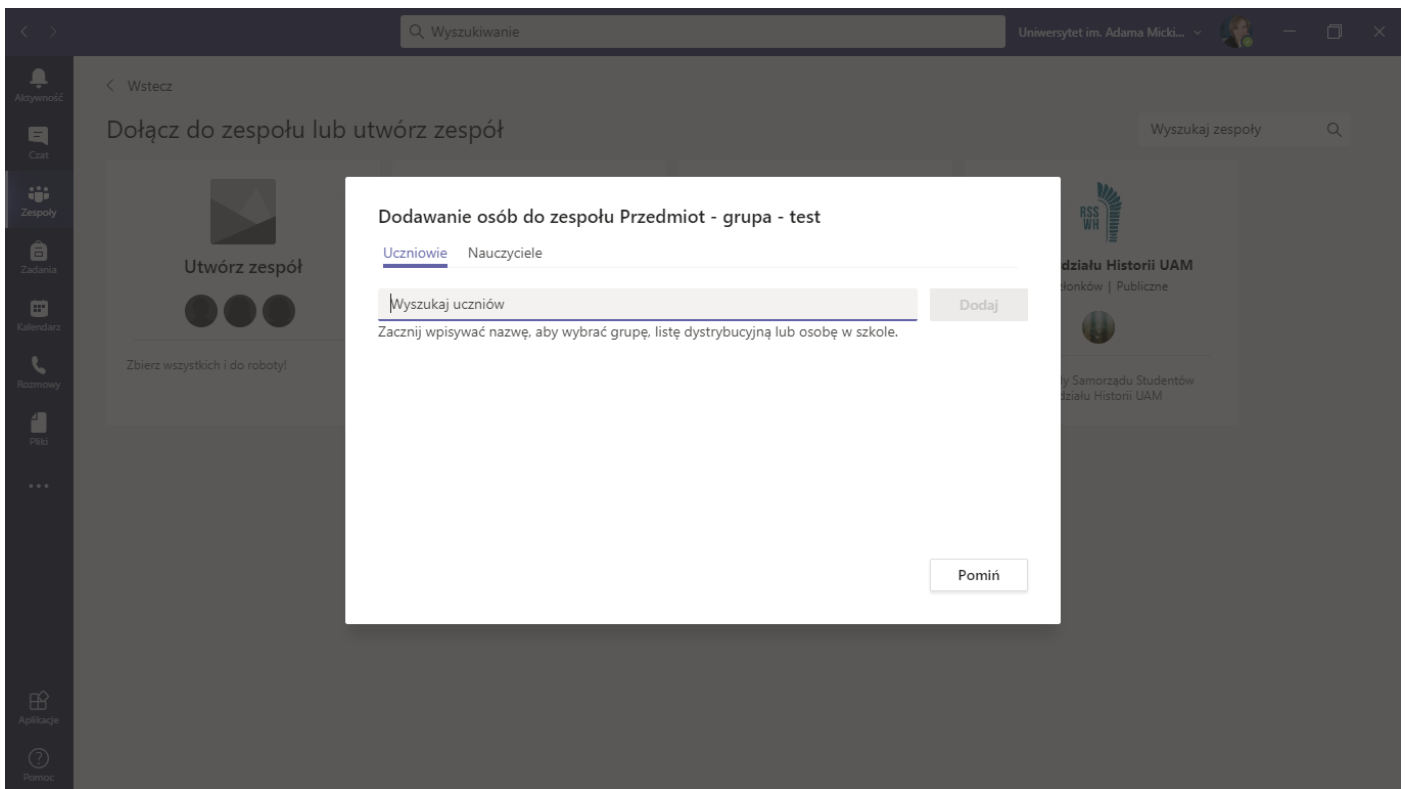 Wyszukiwanie
Uniwersytet im. Adama Micki...
Aktywność
Czat
Zespoły
Zadania
Kalendarz
Rozmowy
Pliki
Aplikacje
Pomoc
Wstecz
Dołącz do zespołu lub utwórz zespół
Wyszukaj zespoły
Utwórz zespół
Zbierz wszystkich i do roboty!
Dodawanie osób do zespołu Przedmiot - grupa - test
Uczniowie Nauczyciele
Wyszukaj uczniów
Dodaj
Zacznij wpisywać nazwę, aby wybrać grupę, listę dystrybucyjną lub osobę w szkole.
Pomiń
RSS
WH
działu Historii UAM
złonków | Publiczne
y Samorządu Studentów
działu Historii UAM